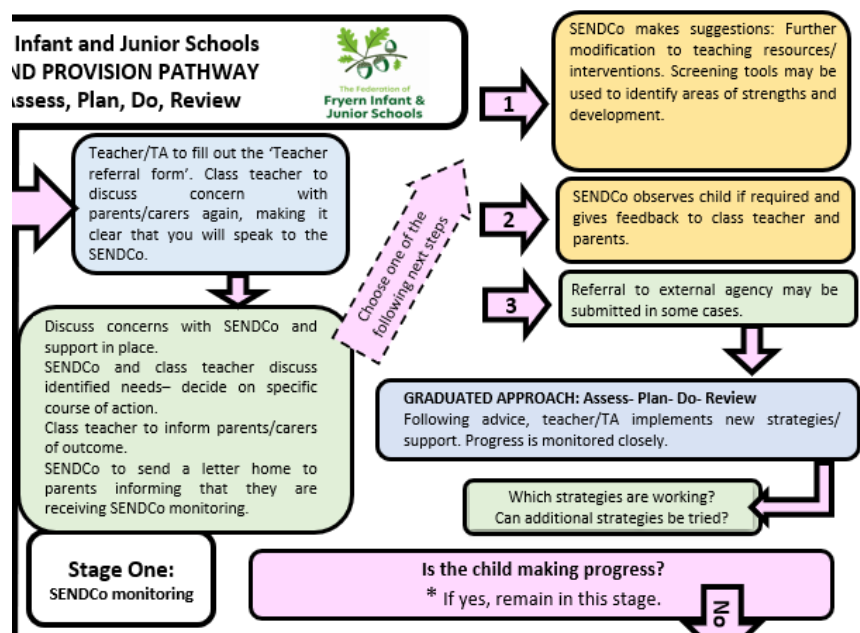 Infant and Junior Schools
ND PROVISION PATHWAY
Assess, Plan, Do, Review
The Federation of
Fryern Infant &
Junior Schools
Teacher/TA to fill out the ‘Teacher
referral form’. Class teacher to
discuss concern with
parents/carers again, making it
clear that you will speak to the
SENDCo.
Discuss concerns with SENDCo and
support in place.
SENDCo and class teacher discuss
identified needs– decide on specific
course of action.
Class teacher to inform parents/carers
of outcome.
SENDCo to send a letter home to
parents informing that they are
receiving SENDCo monitoring.
Stage One:
SENDCo monitoring
Choose one of the
following next steps
1
SENDCo makes suggestions: Further
modification to teaching resources/
interventions. Screening tools may be
used to identify areas of strengths and
development.
2
SENDCo observes child if required and
gives feedback to class teacher and
parents.
3
Referral to external agency may be
submitted in some cases.
GRADUATED APPROACH: Assess- Plan- Do- Review
Following advice, teacher/TA implements new strategies/
support. Progress is monitored closely.
Which strategies are working?
Can additional strategies be tried?
Is the child making progress?
* If yes, remain in this stage.
No